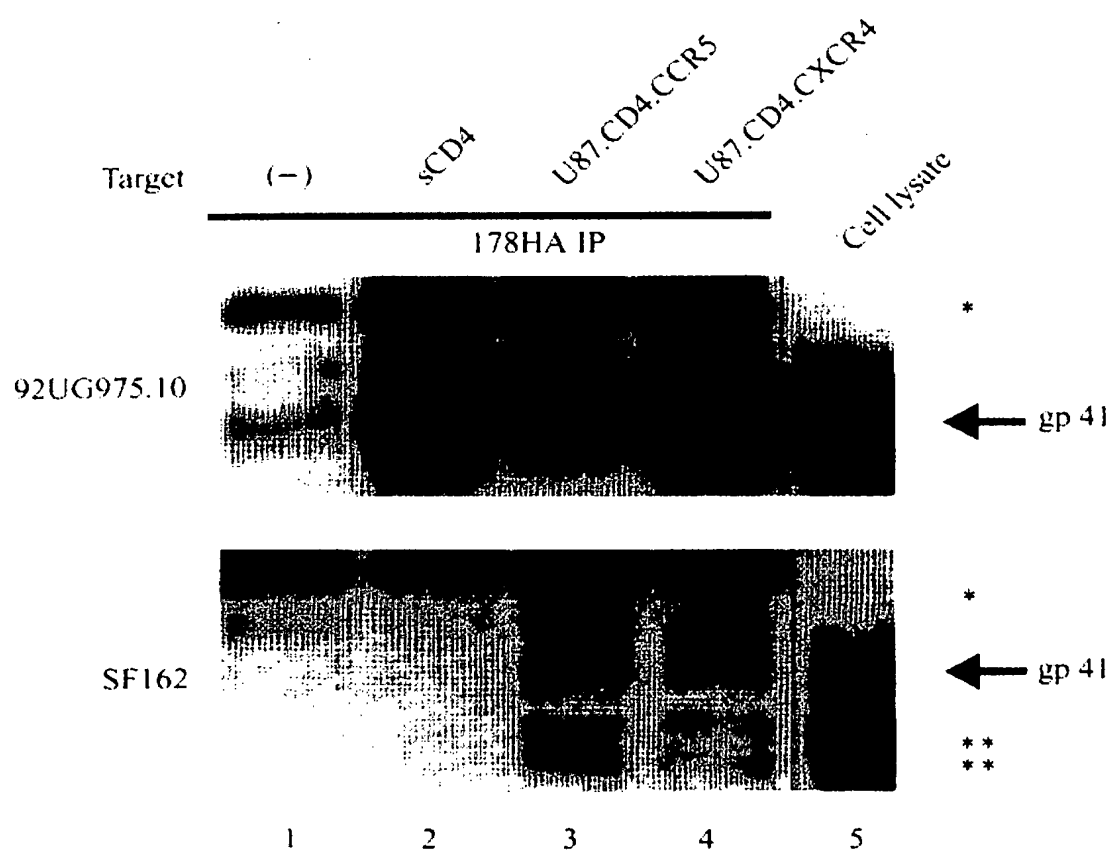 Target (−) sCD4 U87.CD4.CCR5 U87.CD4.CXCR4 Cell lysate
178HA IP
*
92UG975.10
gp 41
*
SF162
gp 41
**
**
1 2 3 4 5